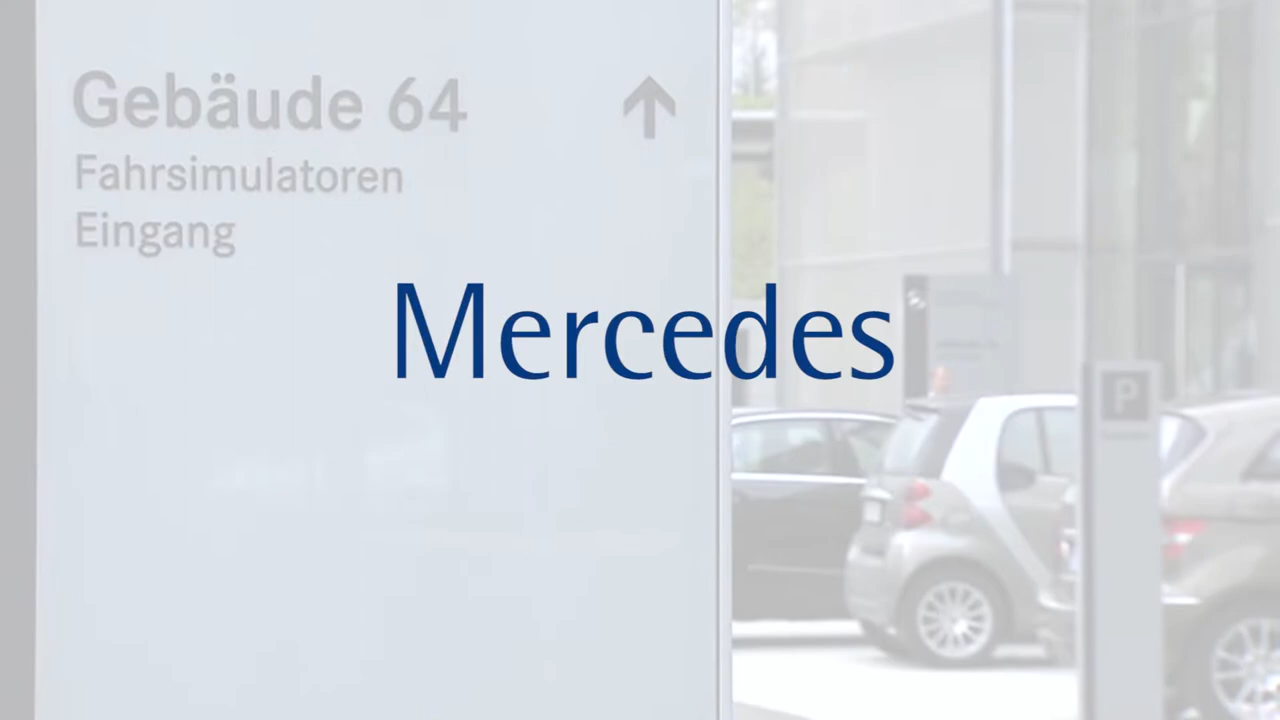 Gebäude 64
Fahrsimulatoren
Eingang
Mercedes
P